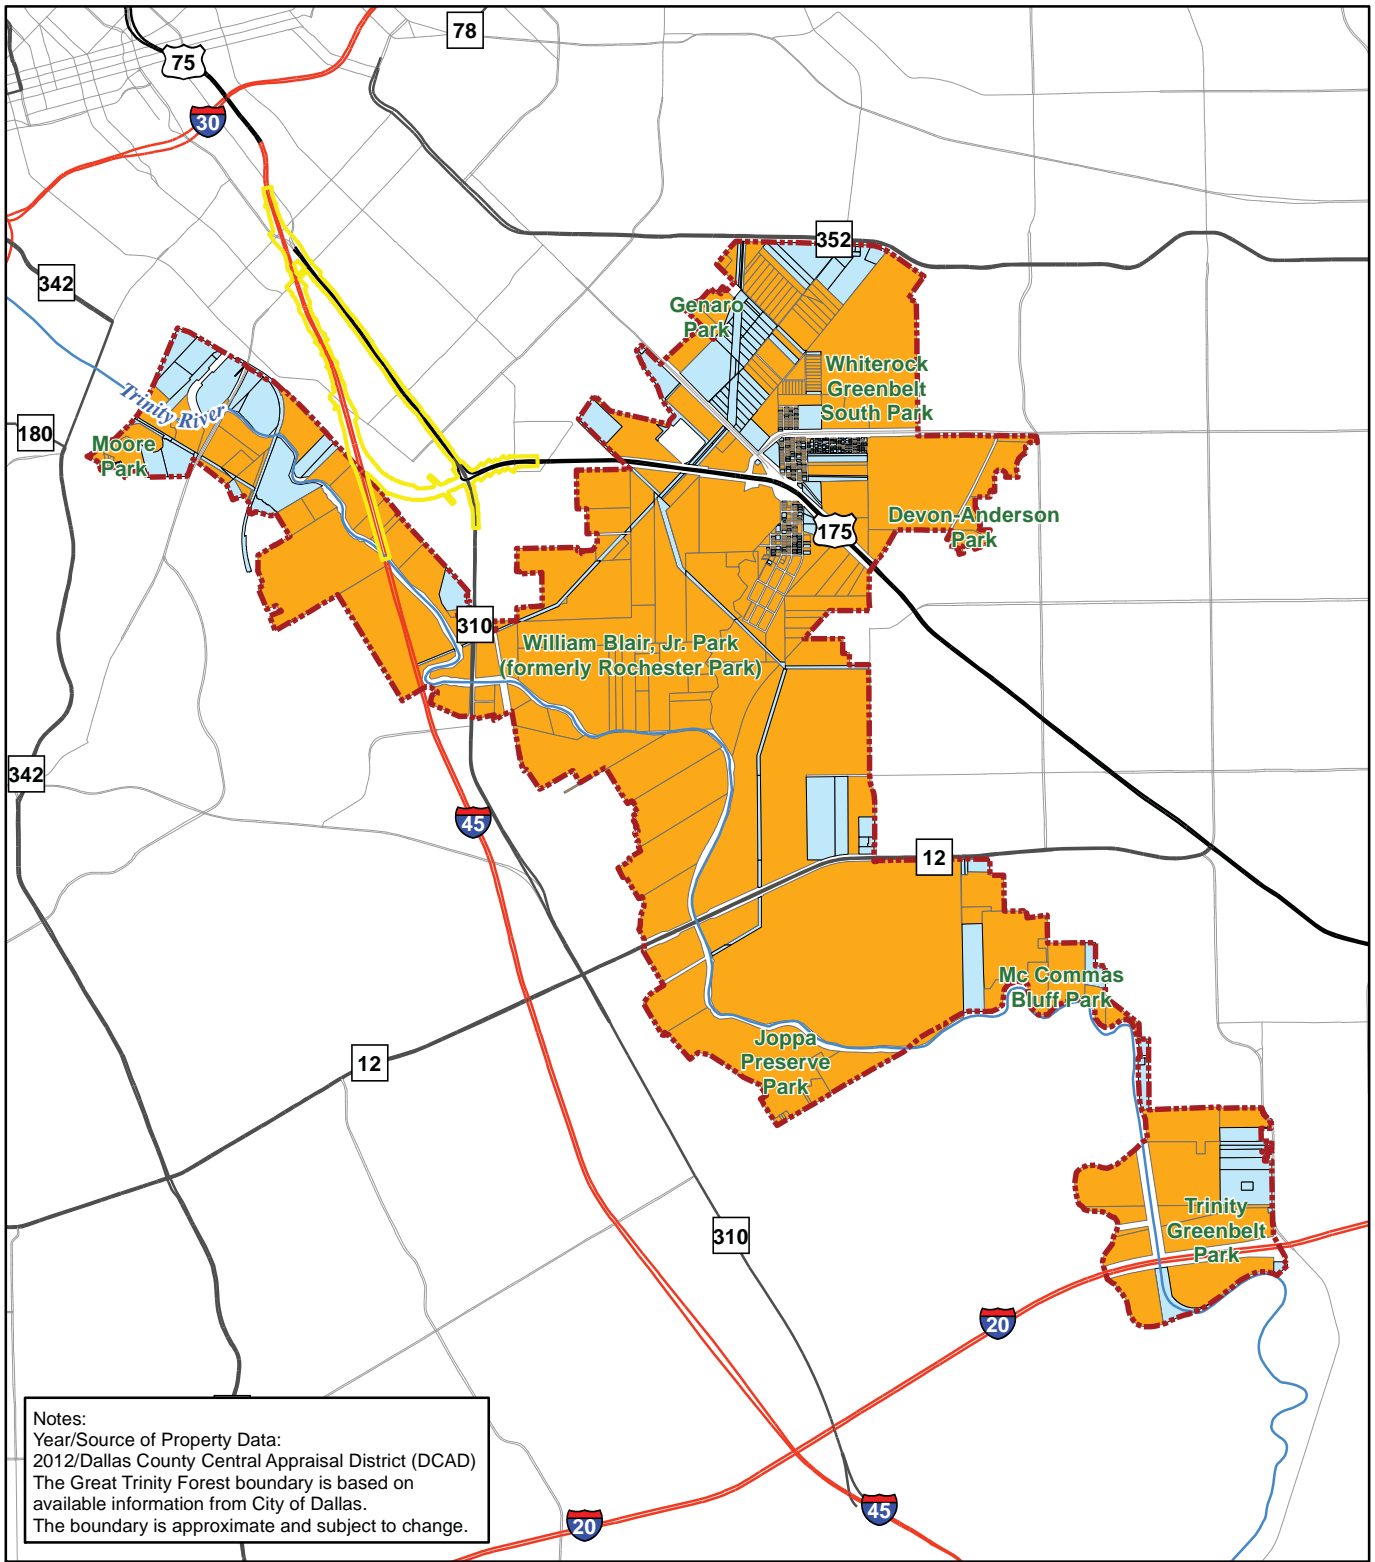 78
75
30
352
342
Genaro
Park
Whiterock
Greenbelt
South Park
Trinity River
180
Moore
Park
Devon-Anderson
Park
175
310
William Blair, Jr. Park
(formerly Rochester Park)
342
45
12
Mc Commas
Bluff Park
Joppa
Preserve
Park
12
Trinity
Greenbelt
Park
310
20
45
20
Notes:
Year/Source of Property Data:
2012/Dallas County Central Appraisal District (DCAD)
The Great Trinity Forest boundary is based on
available information from City of Dallas.
The boundary is approximate and subject to change.